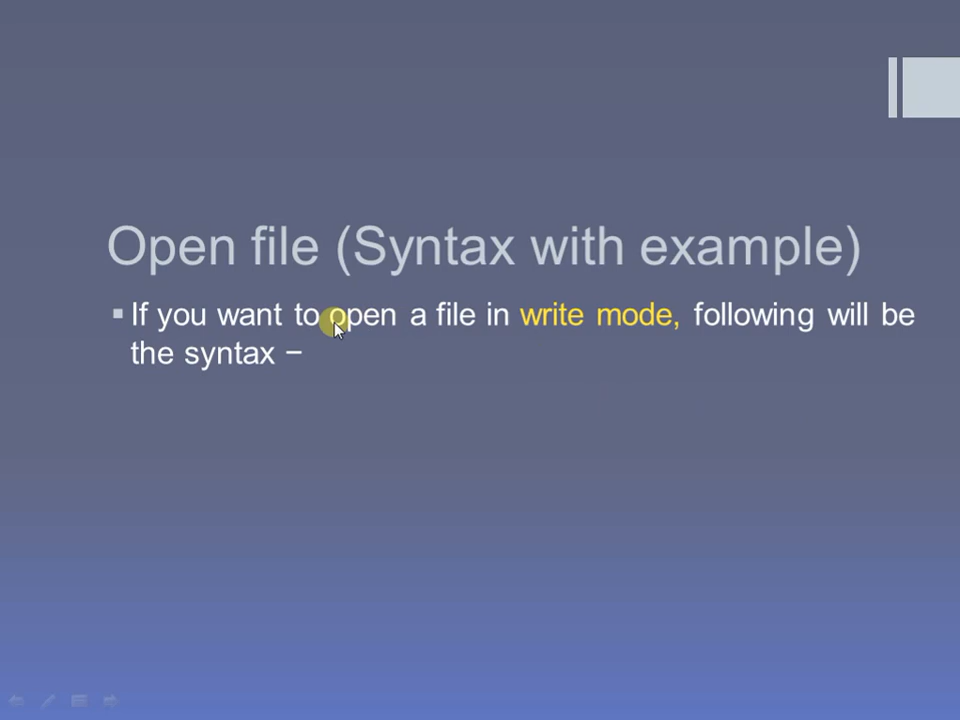 Open file (Syntax with example)
If you want to open a file in write mode, following will be
the syntax −